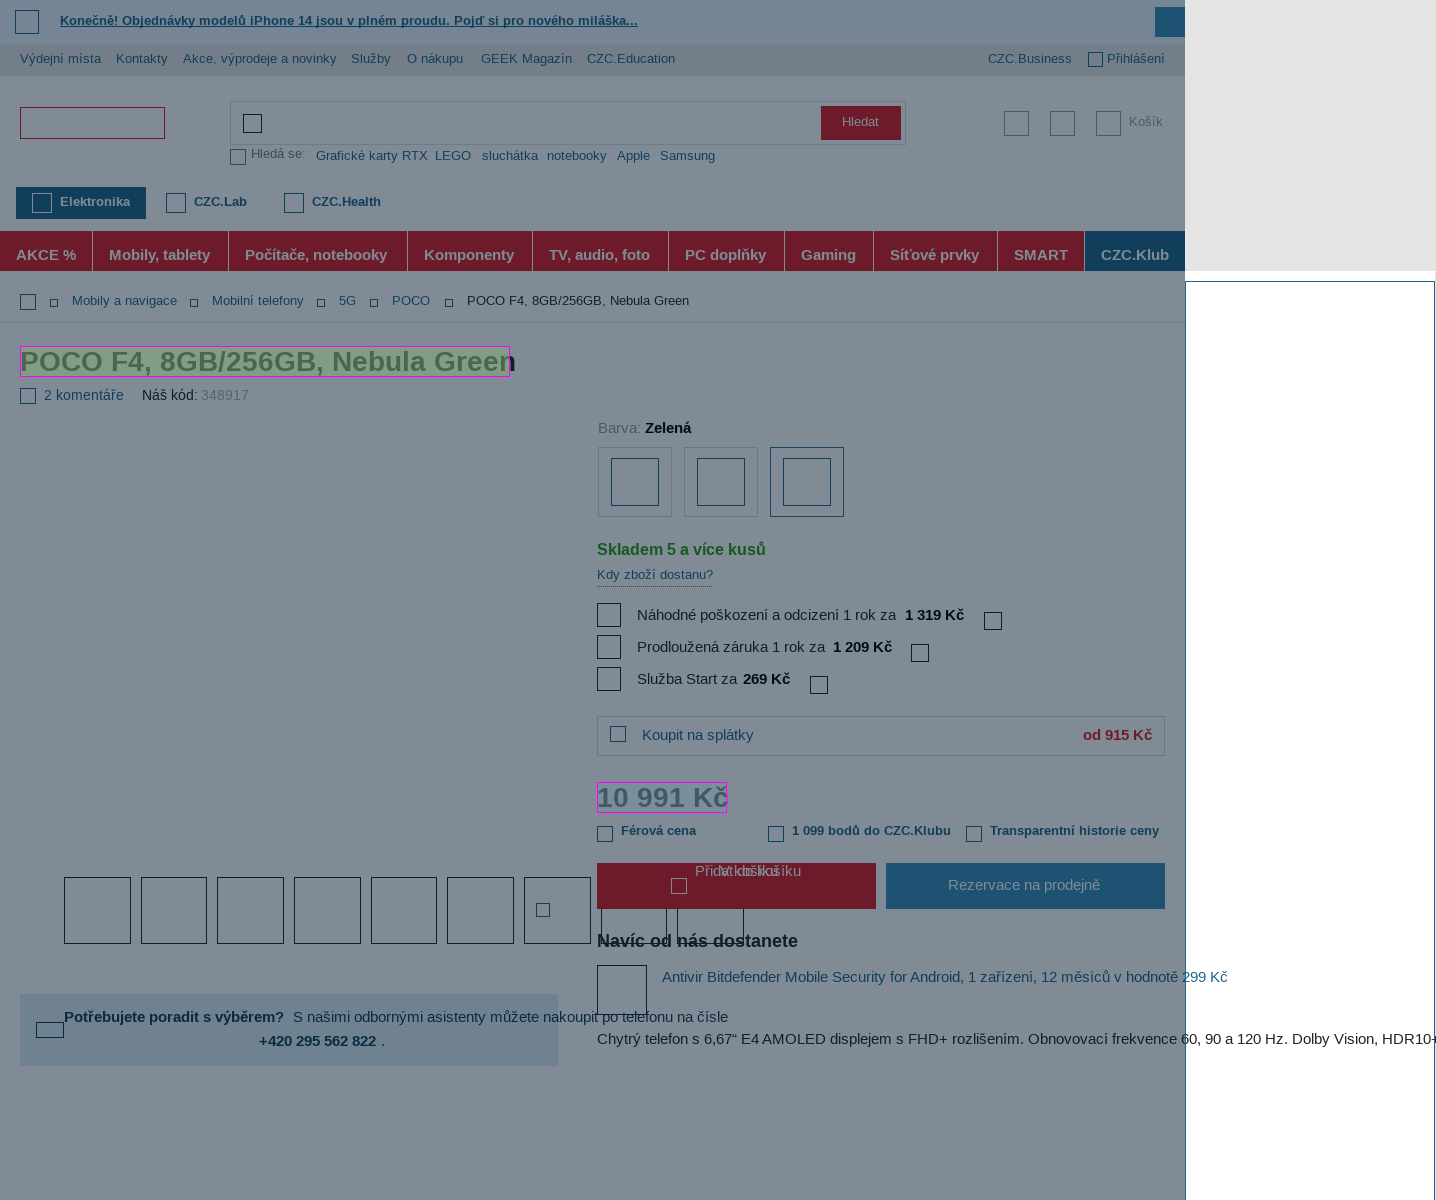 Konečně! Objednávky modelů iPhone 14 jsou v plném proudu. Pojď si pro nového miláška...
Výdejní místa Kontakty Akce, výprodeje a novinky Služby O nákupu GEEK Magazín CZC.Education CZC.Business Přihlášení
Hledat
Košík
Hledá se: Grafické karty RTX LEGO sluchátka notebooky Apple Samsung
Elektronika CZC.Lab CZC.Health
AKCE % Mobily, tablety Počítače, notebooky Komponenty TV, audio, foto PC doplňky Gaming Síťové prvky SMART CZC.Klub
Mobily a navigace Mobilní telefony 5G POCO POCO F4, 8GB/256GB, Nebula Green
POCO F4, 8GB/256GB, Nebula Green
2 komentáře Náš kód: 348917
Barva: Zelená
Skladem 5 a více kusů
Kdy zboží dostanu?
Náhodné poškození a odcizení 1 rok za 1 319 Kč
Prodloužená záruka 1 rok za 1 209 Kč
Služba Start za 269 Kč
Koupit na splátky od 915 Kč
10 991 Kč
Férová cena 1 099 bodů do CZC.Klubu Transparentní historie ceny
Přidat do košíku
V košíku
Rezervace na prodejně
Navíc od nás dostanete
Antivir Bitdefender Mobile Security for Android, 1 zařízení, 12 měsíců v hodnotě 299 Kč
Potřebujete poradit s výběrem? S našimi odbornými asistenty můžete nakoupit po telefonu na čísle
+420 295 562 822 .
Chytrý telefon s 6,67“ E4 AMOLED displejem s FHD+ rozlišením. Obnovovací frekvence 60, 90 a 120 Hz. Dolby Vision, HDR10+